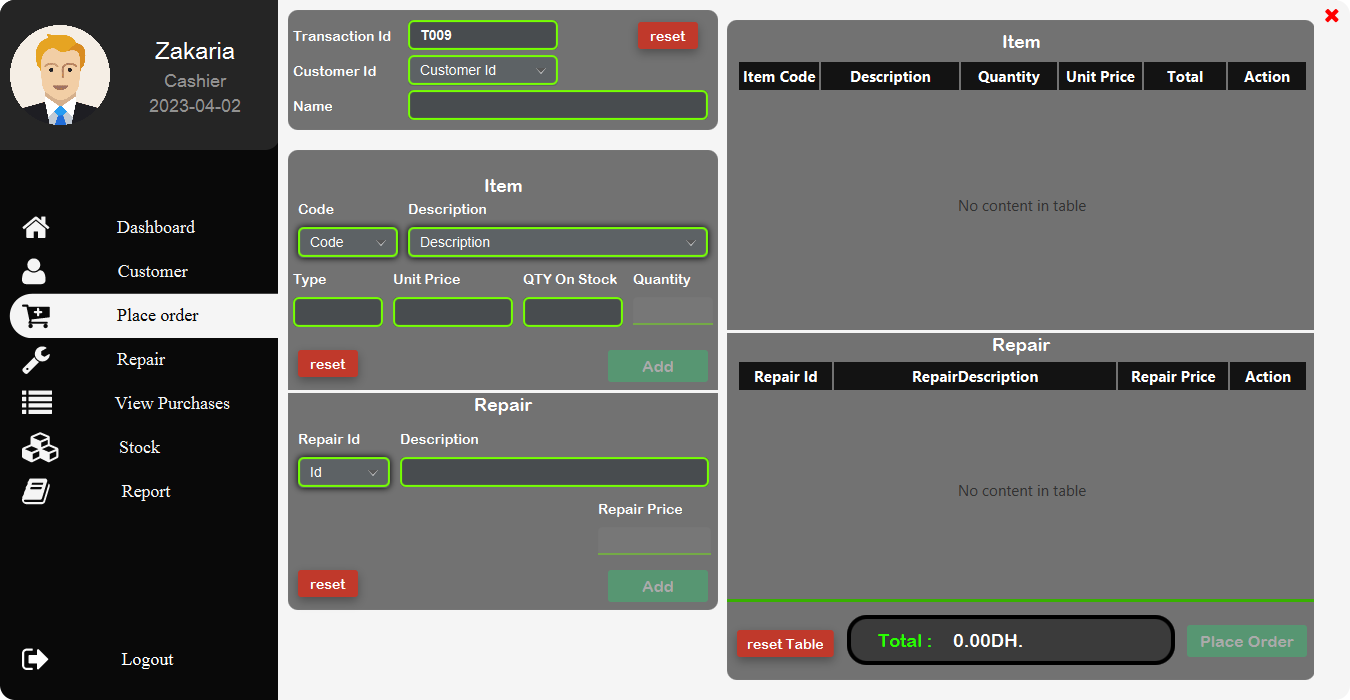 Zakaria
Cashier
2023-04-02
Dashboard
Customer
Place order
Repair
View Purchases
Stock
Report
Logout
Transaction Id T009 reset
Customer Id Customer Id
Name
Item
Code Description
Code Description
Type Unit Price QTY On Stock Quantity
reset Add
Repair
Repair Id Description
Id
Repair Price
reset Add
Item
Item Code Description Quantity Unit Price Total Action
No content in table
Repair
Repair Id RepairDescription Repair Price Action
No content in table
reset Table Total : 0.00DH. Place Order